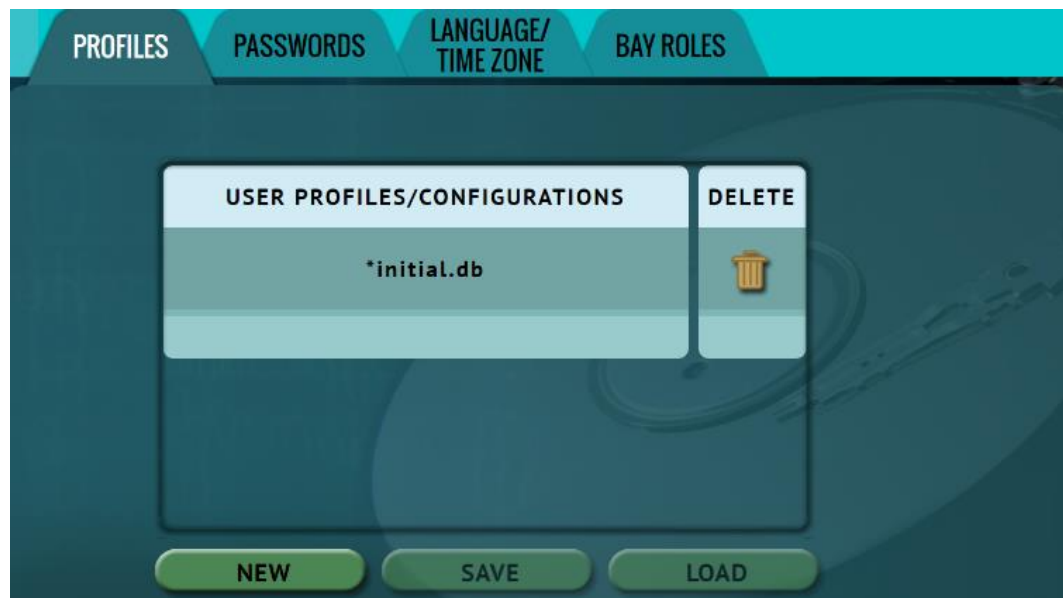 PROFILES
PASSWORDS
LANGUAGE/
TIME ZONE
BAY ROLES
USER PROFILES/CONFIGURATIONS
DELETE
*initial.db
NEW
SAVE
LOAD